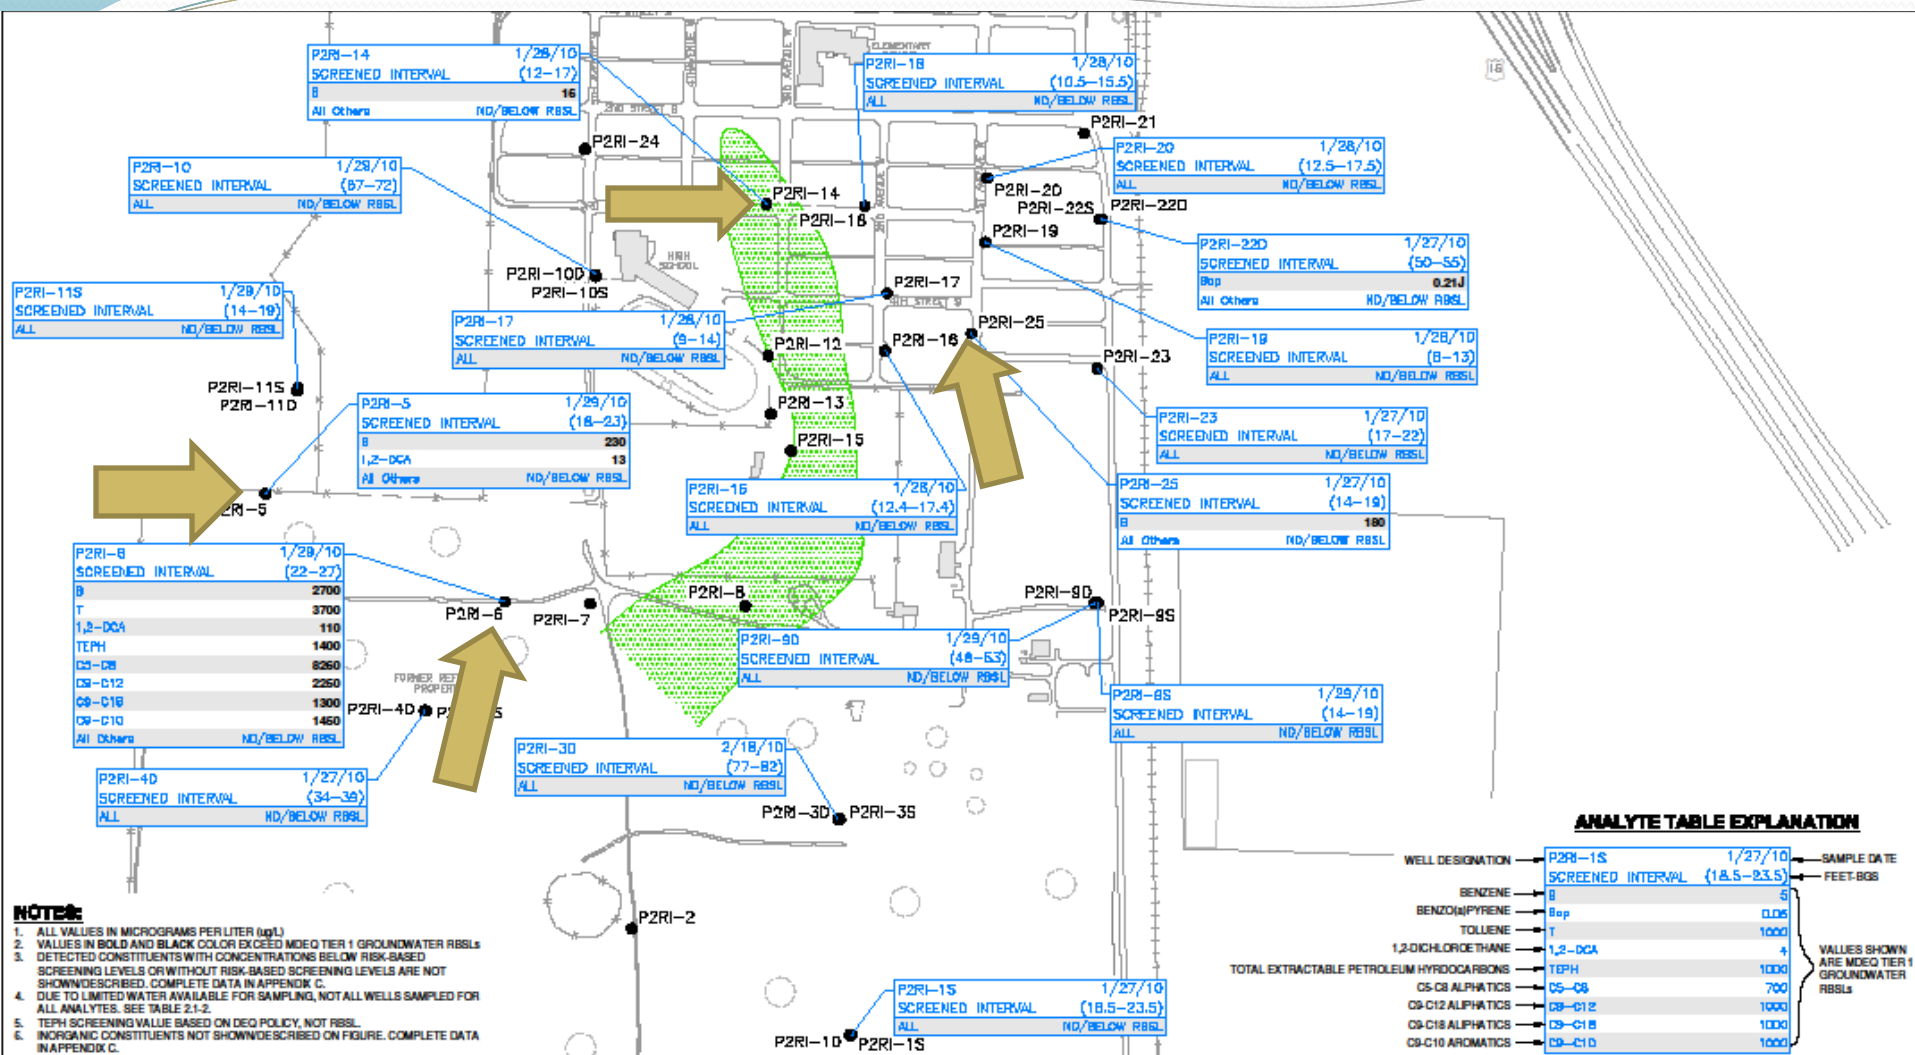 P2RI-14 1/28/10
SCREENED INTERVAL (12-17)
B 16
All Others ND/BELOW RBSL
P2RI-18 1/28/10
SCREENED INTERVAL (10.5-15.5)
ALL ND/BELOW RBSL
ELEMENTARY
2ND STREET B
3RD AVENUE W
P2RI-24
P2RI-21
P2RI-10 1/29/10
SCREENED INTERVAL (67-72)
ALL ND/BELOW RBSL
P2RI-20 1/28/10
SCREENED INTERVAL (12.5-17.5)
ALL ND/BELOW RBSL
P2RI-14
P2RI-18
P2RI-20
P2RI-22S
P2RI-22D
P2RI-19
P2RI-22D 1/27/10
SCREENED INTERVAL (50-55)
Bap 0.21J
All Others ND/BELOW RBSL
HIGH
SCHOOL
P2RI-10D
P2RI-10S
P2RI-17
4TH STREET S
P2RI-11S 1/29/10
SCREENED INTERVAL (14-19)
ALL ND/BELOW RBSL
P2RI-17 1/28/10
SCREENED INTERVAL (9-14)
ALL ND/BELOW RBSL
P2RI-25
P2RI-12
P2RI-16
P2RI-23
P2RI-19 1/28/10
SCREENED INTERVAL (8-13)
ALL ND/BELOW RBSL
P2RI-11S
P2RI-11D
P2RI-5 1/29/10
SCREENED INTERVAL (18-23)
B 230
1,2-DCA 13
All Others ND/BELOW RBSL
P2RI-13
P2RI-15
P2RI-23 1/27/10
SCREENED INTERVAL (17-22)
ALL ND/BELOW RBSL
P2RI-16 1/28/10
SCREENED INTERVAL (12.4-17.4)
ALL ND/BELOW RBSL
P2RI-25 1/27/10
SCREENED INTERVAL (14-19)
B 180
All Others ND/BELOW RBSL
2RI-5
P2RI-6 1/29/10
SCREENED INTERVAL (22-27)
B 2700
T 3700
1,2-DCA 110
TEPH 1400
C5-C8 8260
C9-C12 2250
C9-C18 1300
C9-C10 1460
All Others ND/BELOW RBSL
P2RI-6
P2RI-7
P2RI-8
P2RI-9D
P2RI-9S
P2RI-9D 1/29/10
SCREENED INTERVAL (48-53)
ALL ND/BELOW RBSL
FORMER REF
PROPERT
P2RI-4D
P2RI-9S 1/29/10
SCREENED INTERVAL (14-19)
ALL ND/BELOW RBSL
P2RI-3D 2/18/10
SCREENED INTERVAL (77-82)
ALL ND/BELOW RBSL
P2RI-4D 1/27/10
SCREENED INTERVAL (34-39)
ALL ND/BELOW RBSL
P2RI-3D
P2RI-3S
P2RI-2
P2RI-1S 1/27/10
SCREENED INTERVAL (18.5-23.5)
ALL ND/BELOW RBSL
P2RI-1D
P2RI-1S
NOTES:
1. ALL VALUES IN MICROGRAMS PER LITER (ug/L)
2. VALUES IN BOLD AND BLACK COLOR EXCEED MDEQ TIER 1 GROUNDWATER RBSLs
3. DETECTED CONSTITUENTS WITH CONCENTRATIONS BELOW RISK-BASED
SCREENING LEVELS OR WITHOUT RISK-BASED SCREENING LEVELS ARE NOT
SHOWN/DESCRIBED. COMPLETE DATA IN APPENDIX C.
4. DUE TO LIMITED WATER AVAILABLE FOR SAMPLING, NOT ALL WELLS SAMPLED FOR
ALL ANALYTES. SEE TABLE 2.1-2.
5. TEPH SCREENING VALUE BASED ON DEQ POLICY, NOT RBSL.
6. INORGANIC CONSTITUENTS NOT SHOWN/DESCRIBED ON FIGURE. COMPLETE DATA
IN APPENDIX C.
ANALYTE TABLE EXPLANATION
WELL DESIGNATION P2RI-1S 1/27/10 SAMPLE DATE
SCREENED INTERVAL (18.5-23.5) FEET-BGS
BENZENE B 5
BENZO(a)PYRENE Bap 0.05
TOLUENE T 1000
1,2-DICHLOROETHANE 1,2-DCA 4
TOTAL EXTRACTABLE PETROLEUM HYRDOCARBONS TEPH 1000
C5-C8 ALIPHATICS C5-C8 700
C9-C12 ALIPHATICS C9-C12 1000
C9-C18 ALIPHATICS C9-C18 1000
C9-C10 AROMATICS C9-C10 1000
VALUES SHOWN
ARE MDEQ TIER 1
GROUNDWATER
RBSLs